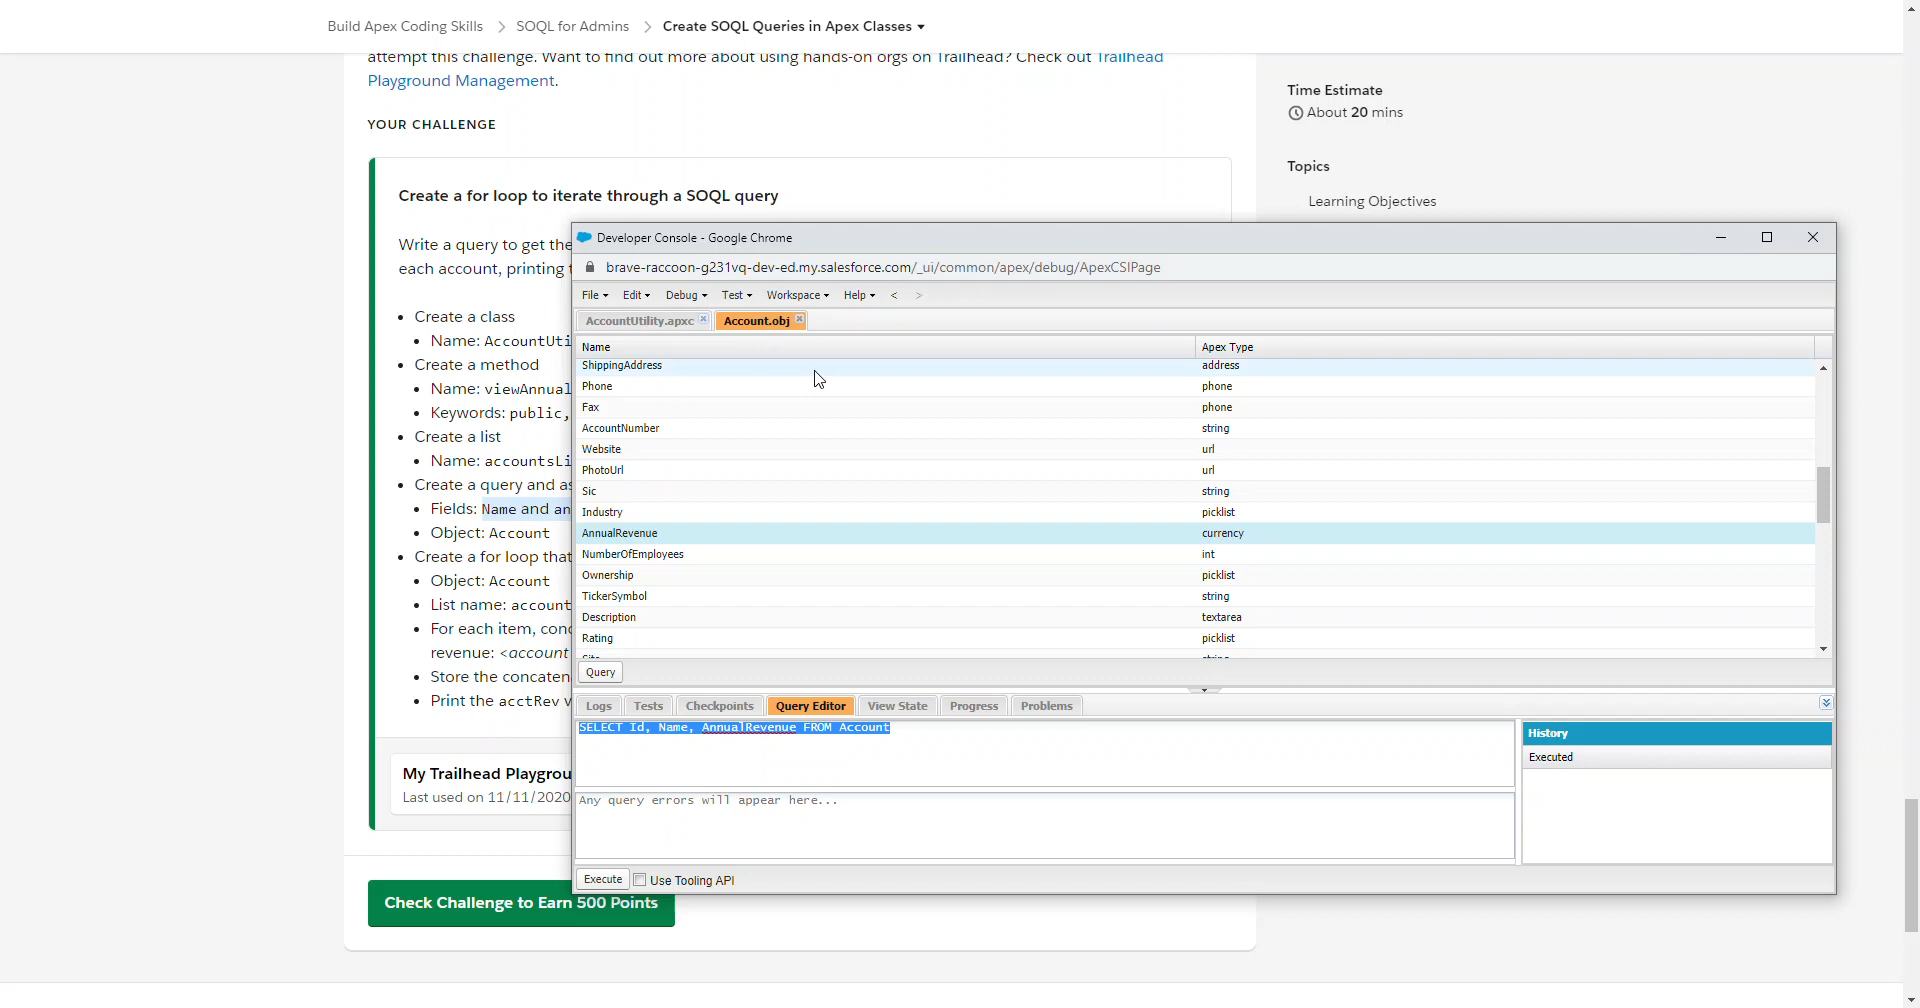 Build Apex Coding Skills > SOQL for Admins > Create SOQL Queries in Apex Classes
attempt this challenge. Want to find out more about using hands-on orgs on Trailhead? Check out Trailhead
Playground Management.
YOUR CHALLENGE
Create a for loop to iterate through a SOQL query
Write a query to get the
each account, printing
Create a class
Name: AccountUti
Create a method
Name: viewAnnual
Keywords: public,
Create a list
Name: accountsLi
Create a query and as
Fields: Name and an
Object: Account
Create a for loop that
Object: Account
List name: account
For each item, conc
revenue: <account
Store the concaten
Print the acctRev v
My Trailhead Playgrou
Last used on 11/11/2020
Check Challenge to Earn 500 Points
Time Estimate
About 20 mins
Topics
Learning Objectives
Developer Console - Google Chrome
brave-raccoon-g231vq-dev-ed.my.salesforce.com/_ui/common/apex/debug/ApexCSIPage
File Edit Debug Test Workspace Help < >
AccountUtility.apxc Account.obj
Name Apex Type
ShippingAddress address
Phone phone
Fax phone
AccountNumber string
Website url
PhotoUrl url
Sic string
Industry picklist
AnnualRevenue currency
NumberOfEmployees int
Ownership picklist
TickerSymbol string
Description textarea
Rating picklist
Query
Logs Tests Checkpoints Query Editor View State Progress Problems
SELECT Id, Name, AnnualRevenue FROM Account
Any query errors will appear here...
History
Executed
Execute Use Tooling API